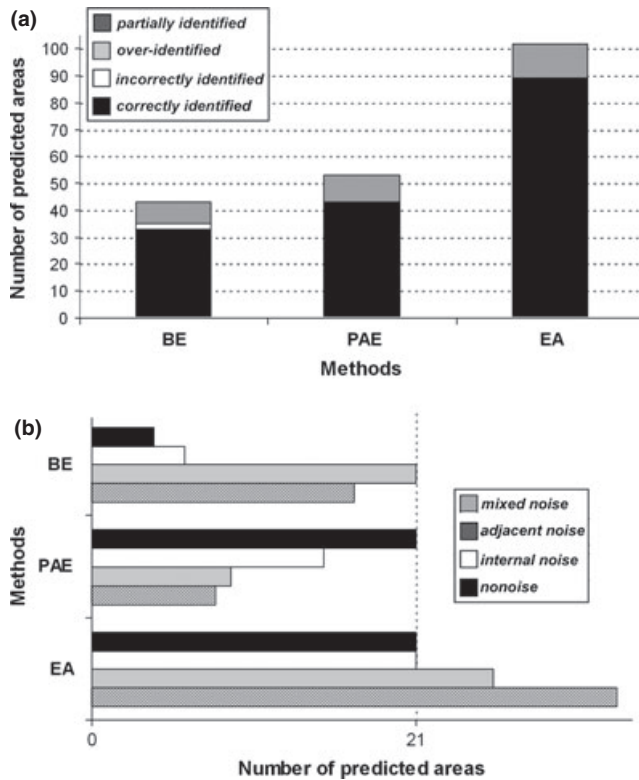 (a)
partially identified
over-identified
incorrectly identified
correctly identified
Number of predicted areas
100
90
80
70
60
50
40
30
20
10
0
BE
PAE
EA
Methods
(b)
BE
PAE
EA
Methods
mixed noise
adjacent noise
internal noise
nonoise
0
21
Number of predicted areas